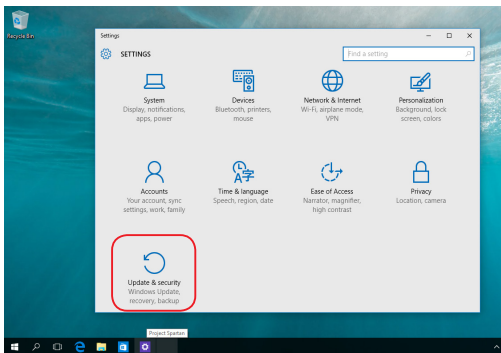 Recycle Bin
Settings
SETTINGS
Find a setting
System
Display, notifications,
apps, power
Devices
Bluetooth, printers,
mouse
Network & Internet
Wi-Fi, airplane mode,
VPN
Personalization
Background, lock
screen, colors
Accounts
Your account, sync
settings, work, family
Time & language
Speech, region, date
Ease of Access
Narrator, magnifier,
high contrast
Privacy
Location, camera
Update & security
Windows Update,
recovery, backup
Project Spartan